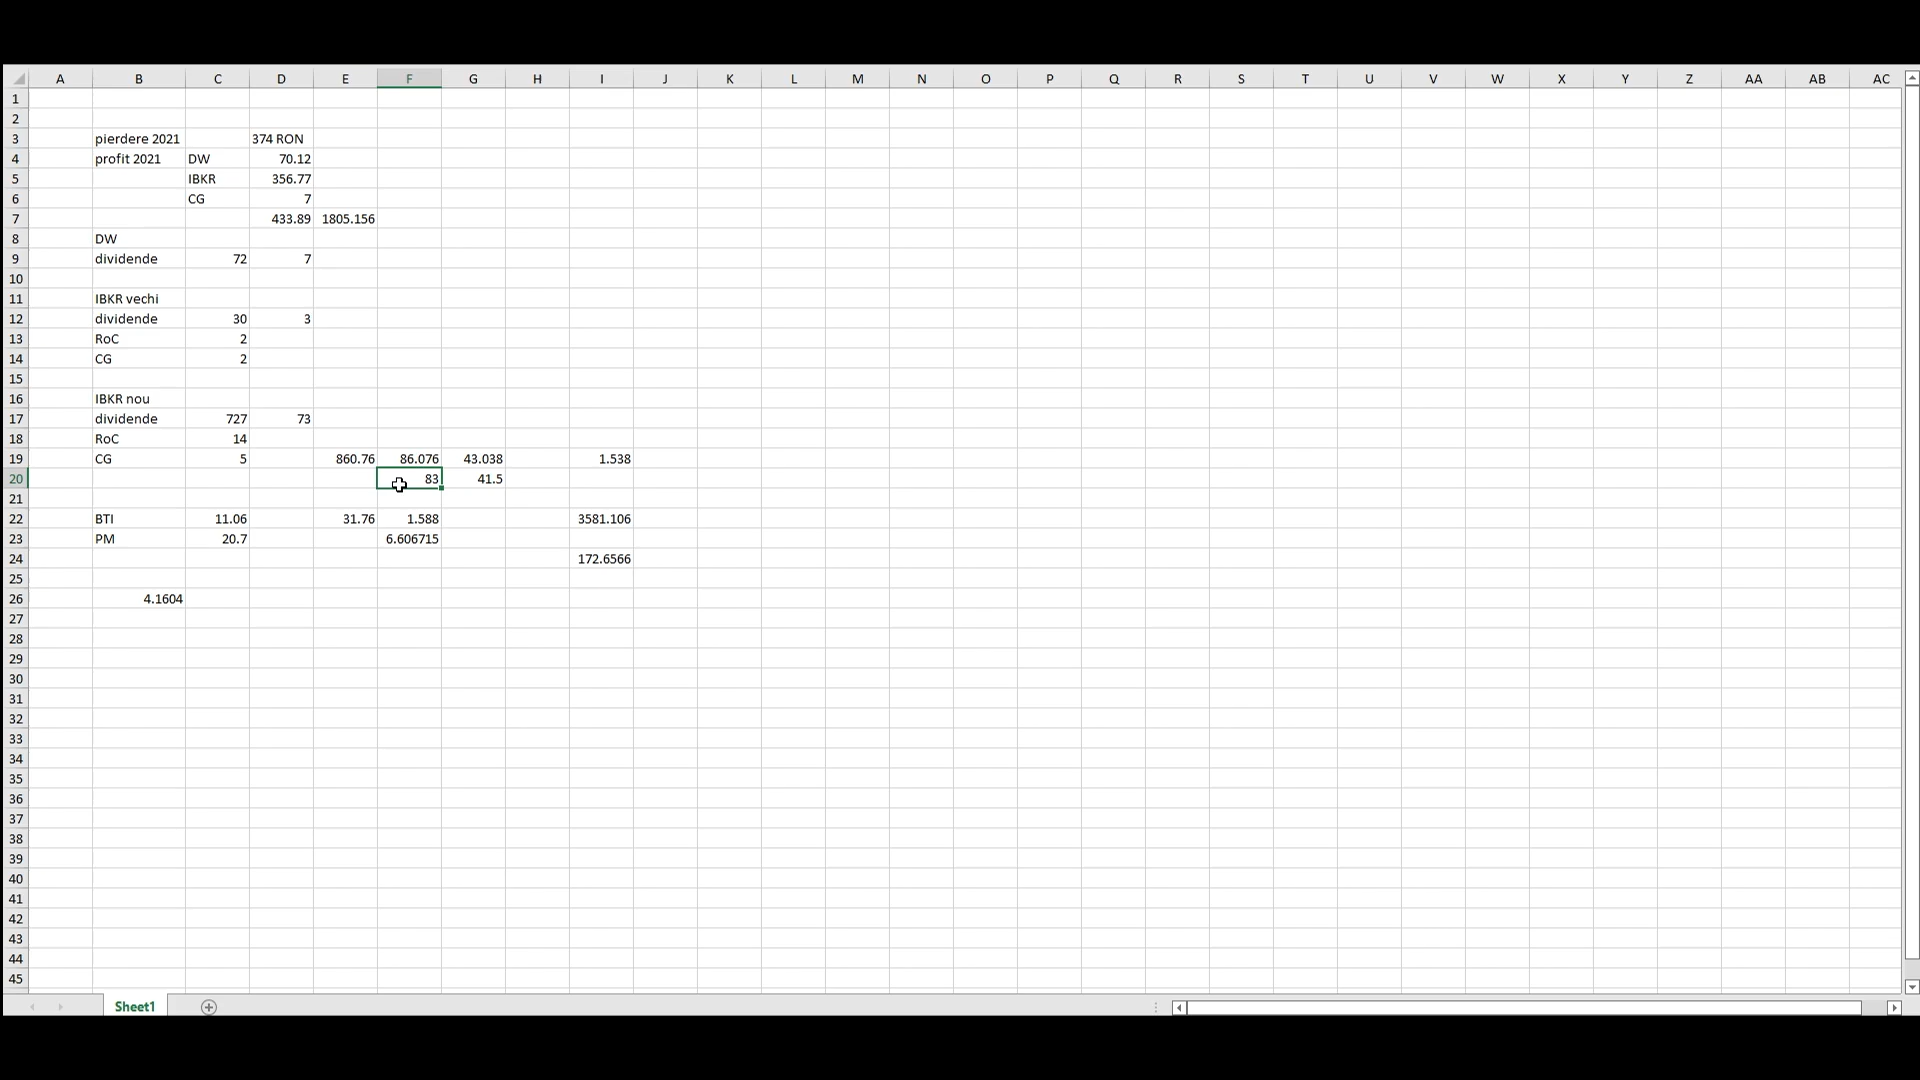 A B C D E F G H I J K L M N O P Q R S T U V W X Y Z AA AB AC
1
2
3 pierdere 2021 374 RON
4 profit 2021 DW 70.12
5 IBKR 356.77
6 CG 7
7 433.89 1805.156
8 DW
9 dividende 72 7
10
11 IBKR vechi
12 dividende 30 3
13 RoC 2
14 CG 2
15
16 IBKR nou
17 dividende 727 73
18 RoC 14
19 CG 5 860.76 86.076 43.038 1.538
20 83 41.5
21
22 BTI 11.06 31.76 1.588 3581.106
23 PM 20.7 6.606715
24 172.6566
25
26 4.1604
27
28
29
30
31
32
33
34
35
36
37
38
39
40
41
42
43
44
45
Sheet1